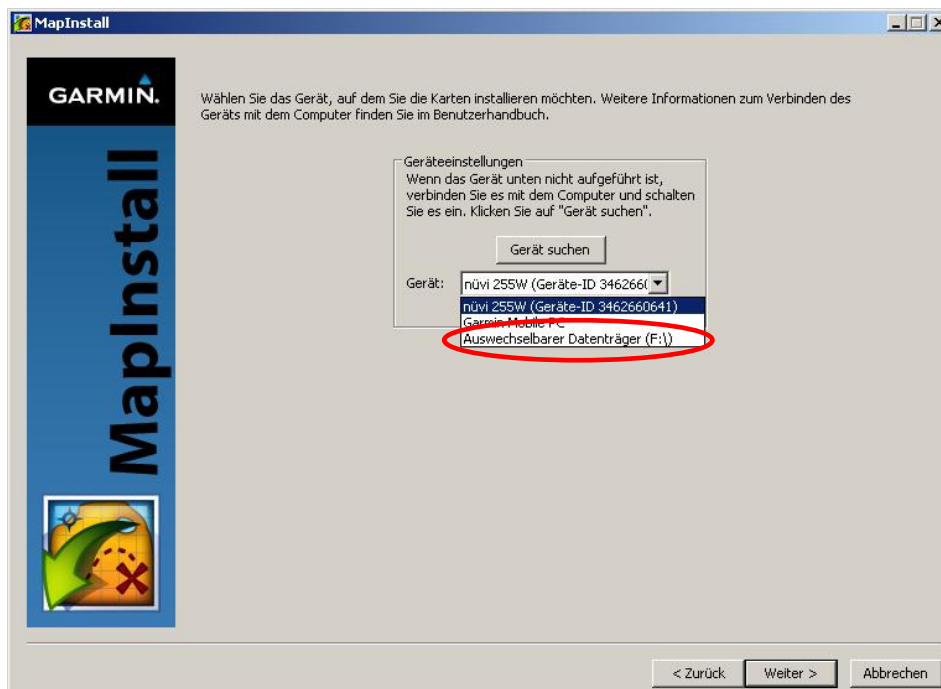 MapInstall
GARMIN.
MapInstall
Wählen Sie das Gerät, auf dem Sie die Karten installieren möchten. Weitere Informationen zum Verbinden des
Geräts mit dem Computer finden Sie im Benutzerhandbuch.
Geräteeinstellungen
Wenn das Gerät unten nicht aufgeführt ist,
verbinden Sie es mit dem Computer und schalten
Sie es ein. Klicken Sie auf "Gerät suchen".
Gerät suchen
Gerät: nüvi 255W (Geräte-ID 3462660
nüvi 255W (Geräte-ID 3462660641)
Garmin Mobile PC
Auswechselbarer Datenträger (F:\)
< Zurück Weiter > Abbrechen